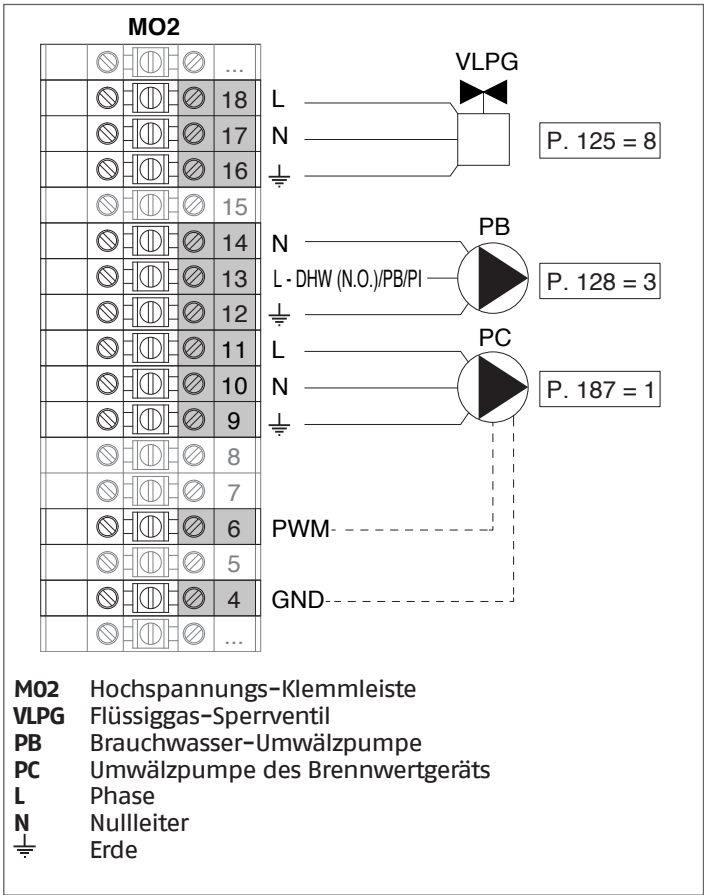 MO2
...
VLPG
18 L
17 N
P. 125 = 8
16
15
PB
14 N
13 L - DHW (N.O.)/PB/PI
P. 128 = 3
12
PC
11 L
10 N
P. 187 = 1
9
8
7
6 PWM
5
4 GND
...
M02 Hochspannungs-Klemmleiste
VLPG Flüssiggas-Sperrventil
PB Brauchwasser-Umwälzpumpe
PC Umwälzpumpe des Brennwertgeräts
L Phase
N Nullleiter
⏚ Erde